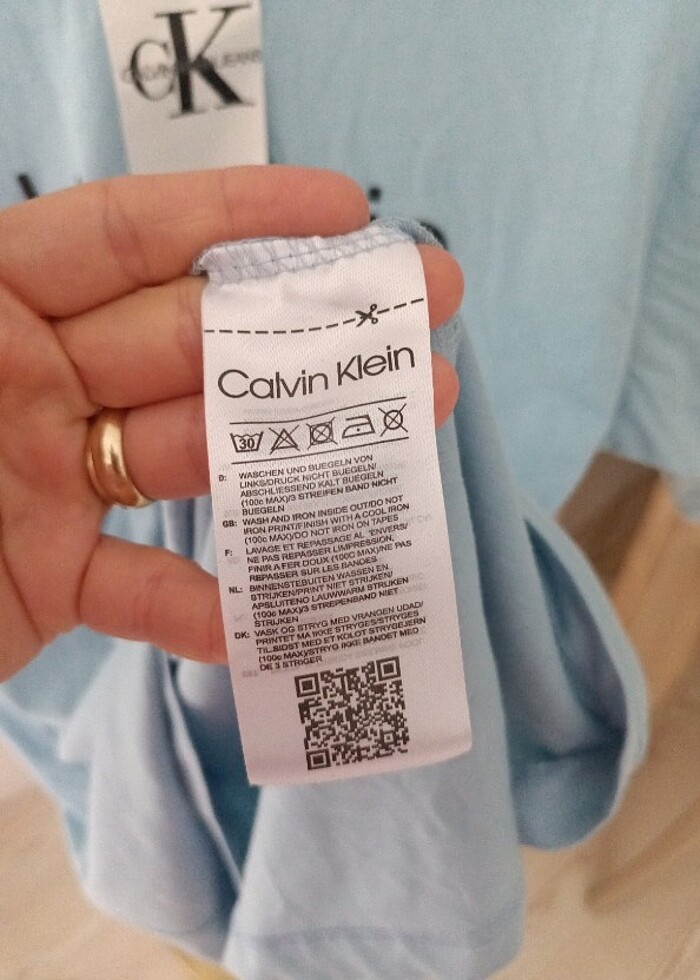 CK
Calvin Klein
30
D: WASCHEN UND BUEGELN VON
LINKS/DRUCK NICHT BUEGELN/
ABSCHLIESSEND KALT BUEGELN
(100c MAX)/3 STREIFEN BAND NICHT
BUEGELN
GB: WASH AND IRON INSIDE OUT/DO NOT
IRON PRINT/FINISH WITH A COOL IRON
(100c MAX)/DO NOT IRON ON TAPES
F: LAVAGE ET REPASSAGE AL 'ENVERS/
NE PAS REPASSER LIMPRESSION,
FINIR A FER DOUX (100C MAX)/NE PAS
REPASSER SUR LES BANDES
NL: BINNENSTEBUITEN WASSEN EN
STRIJKEN/PRINT NIET STRIJKEN/
APSLUITENO LAUWWARM STRIJKEN
(100c MAX)/3 STREPENBAND NIET
STRIJKEN
DK: VASK OG STRYG MED VRANGEN UDAD/
PRINTET MA IKKE STRYGES/STRYGES
TIL.SIDST MED ET KOLOT STRYGEJERN
(100c MAX)/STRYG IKKE BANDET MED
DE 3 STRIGER